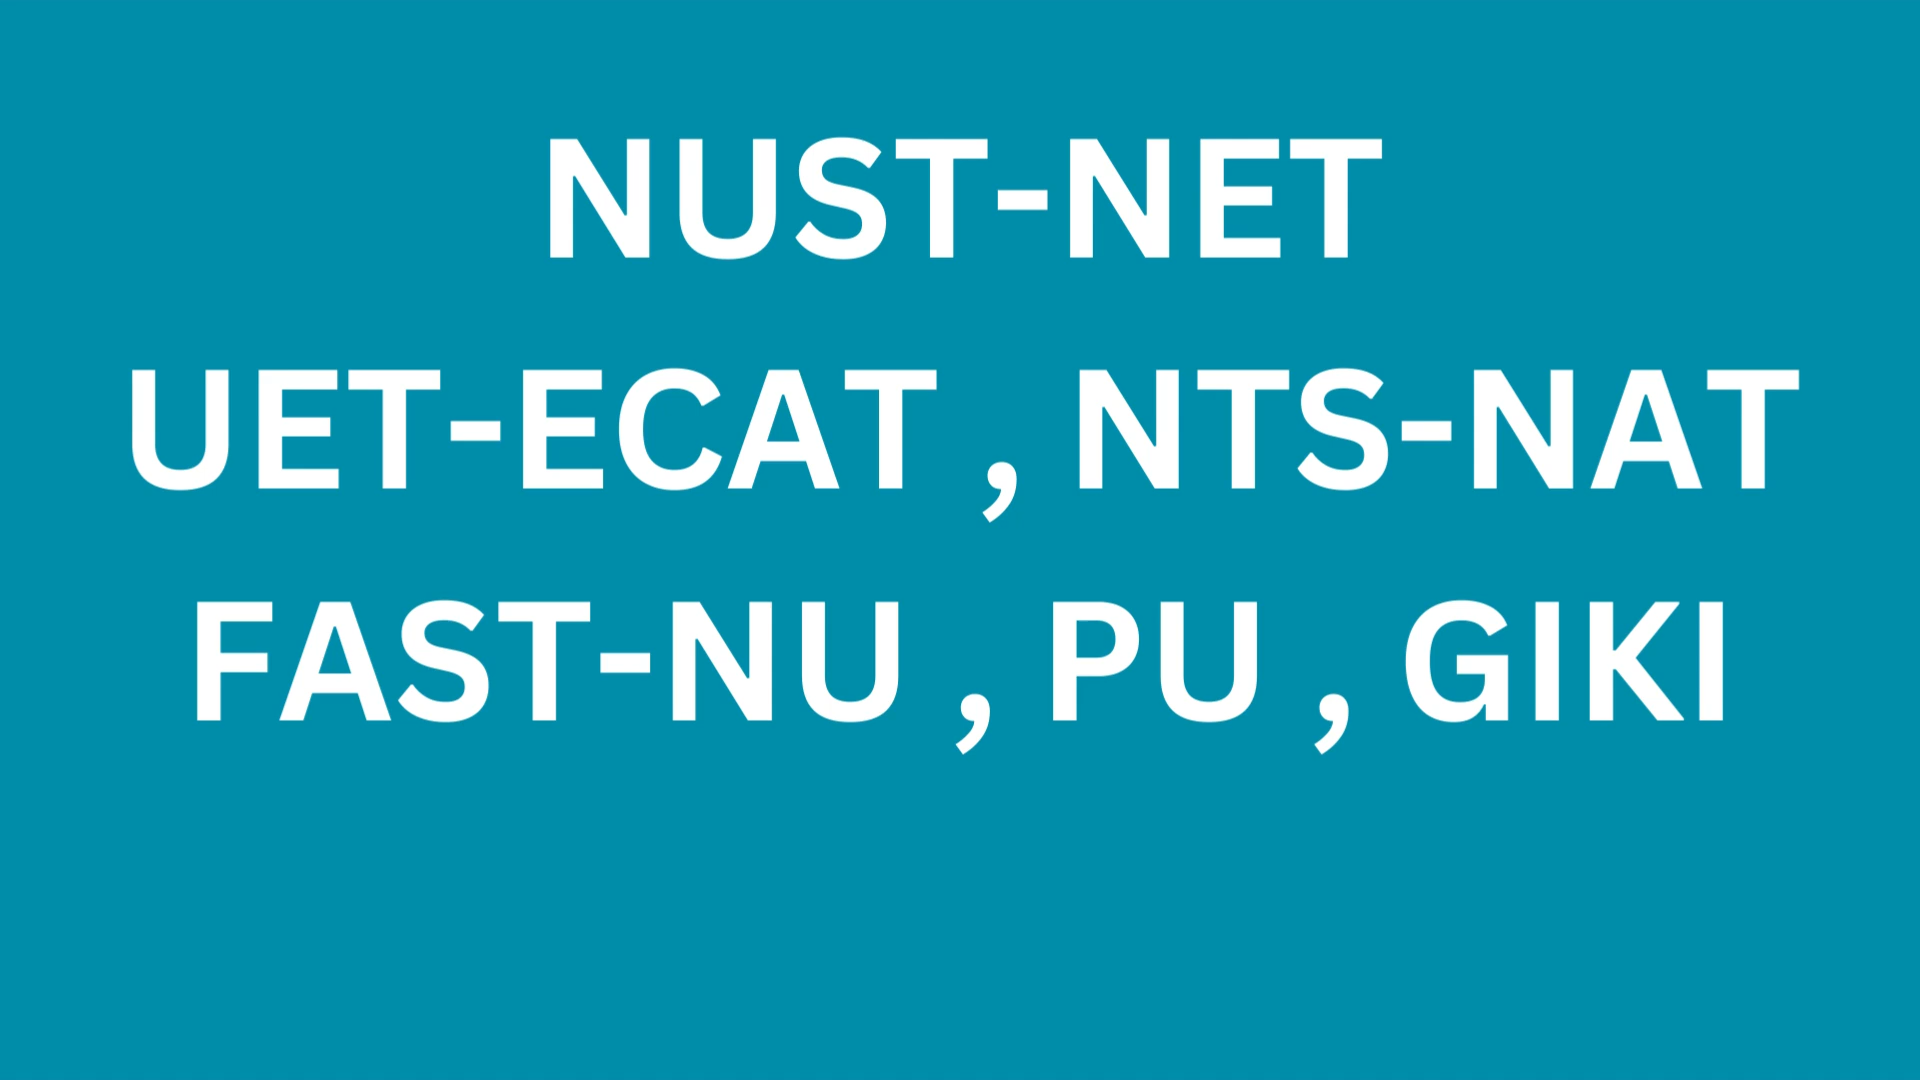 NUST-NET
UET-ECAT , NTS-NAT
FAST-NU , PU , GIKI